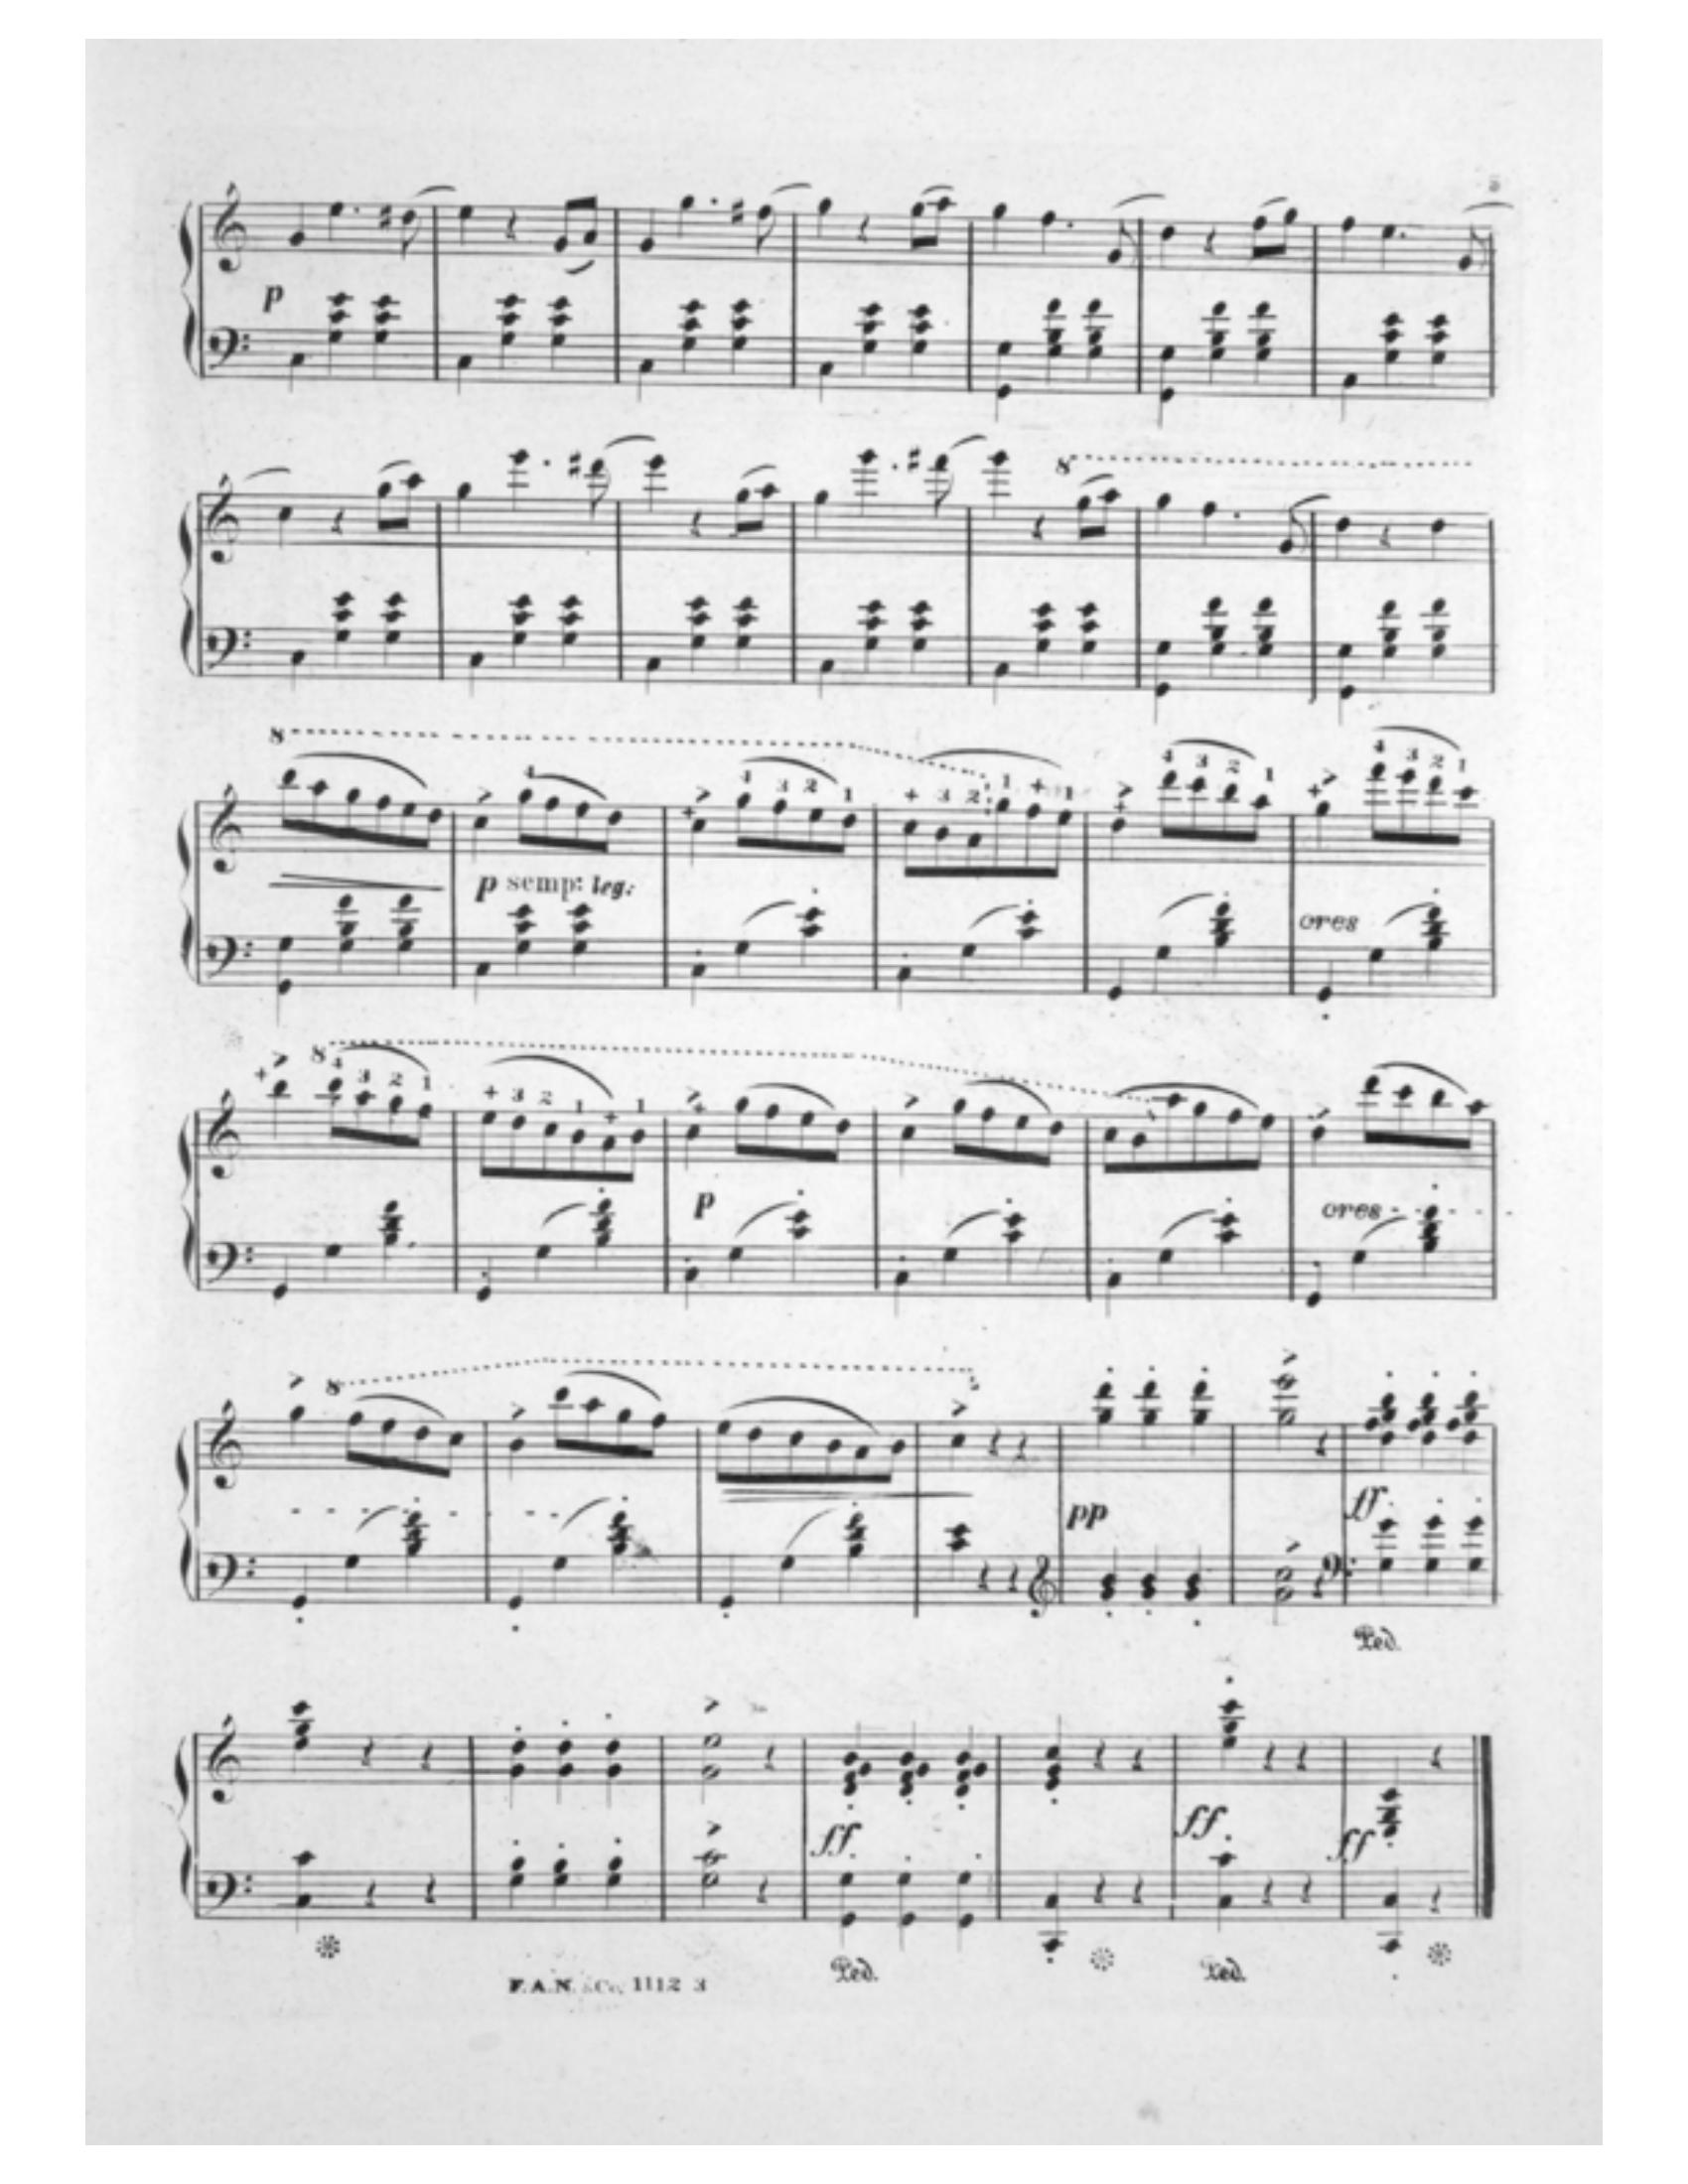 p
8
8
4 4 3 2 1 + 3 2 1 + 1 4 3 2 1 4 3 2 1
p semp: leg:
cres
8 4 3 2 1 + 3 2 1 + 1
p
cres
8
pp
ff
Ped.
ff
ff
ff
Ped.
Ped.
F.A.N. &Co. 1112 3